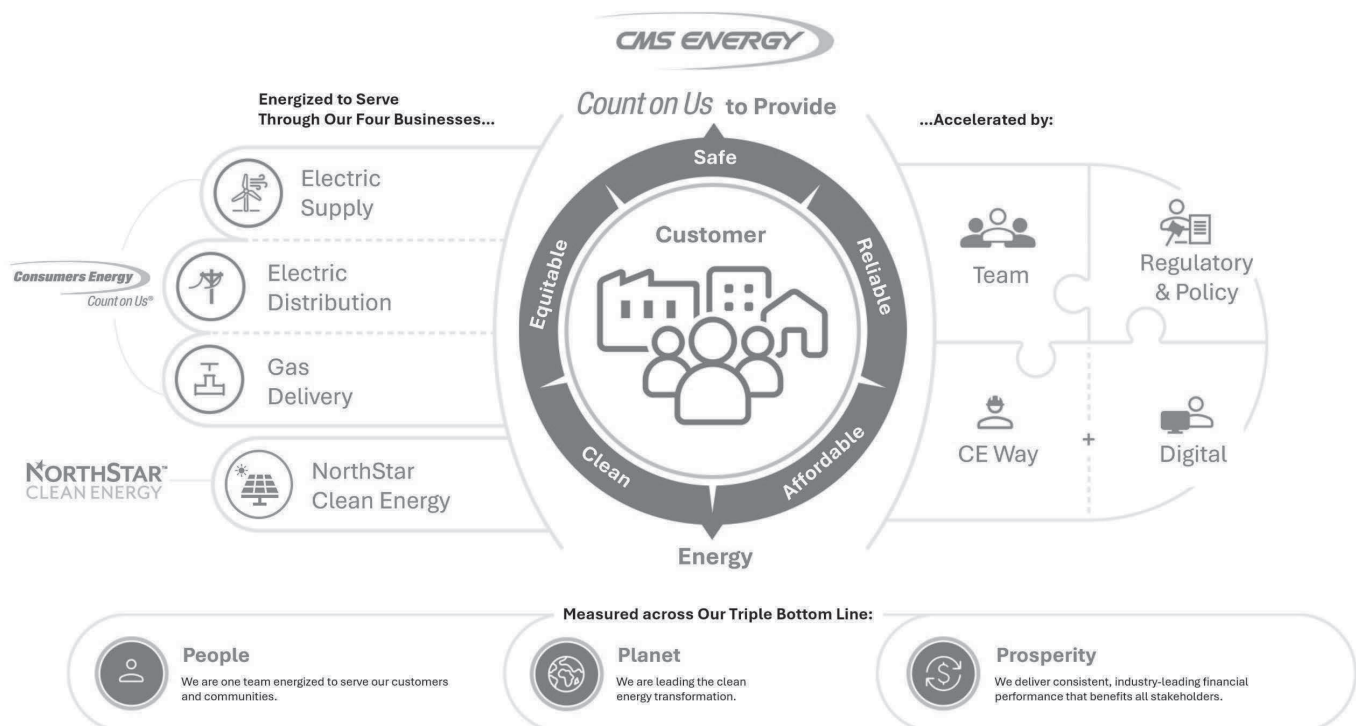 CMS ENERGY
Energized to Serve
Through Our Four Businesses...
Count on Us to Provide
...Accelerated by:
Electric
Supply
Electric
Distribution
Gas
Delivery
NorthStar
Clean Energy
Consumers Energy
Count on Us®
NORTHSTAR™
CLEAN ENERGY
Safe
Reliable
Affordable
Clean
Equitable
Customer
Energy
Team
Regulatory
& Policy
CE Way
+
Digital
Measured across Our Triple Bottom Line:
People
We are one team energized to serve our customers
and communities.
Planet
We are leading the clean
energy transformation.
Prosperity
We deliver consistent, industry-leading financial
performance that benefits all stakeholders.